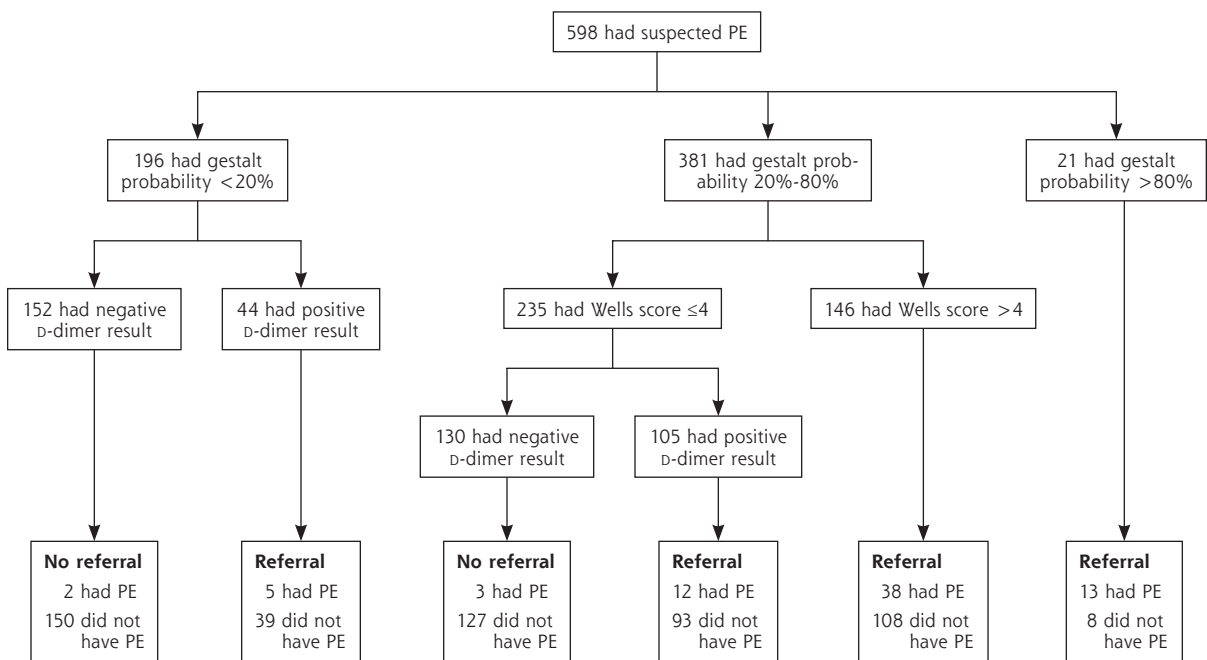 598 had suspected PE
196 had gestalt
probability <20%
381 had gestalt prob-
ability 20%-80%
21 had gestalt
probability >80%
152 had negative
D-dimer result
44 had positive
D-dimer result
235 had Wells score ≤4
146 had Wells score >4
130 had negative
D-dimer result
105 had positive
D-dimer result
No referral
2 had PE
150 did not
have PE
Referral
5 had PE
39 did not
have PE
No referral
3 had PE
127 did not
have PE
Referral
12 had PE
93 did not
have PE
Referral
38 had PE
108 did not
have PE
Referral
13 had PE
8 did not
have PE